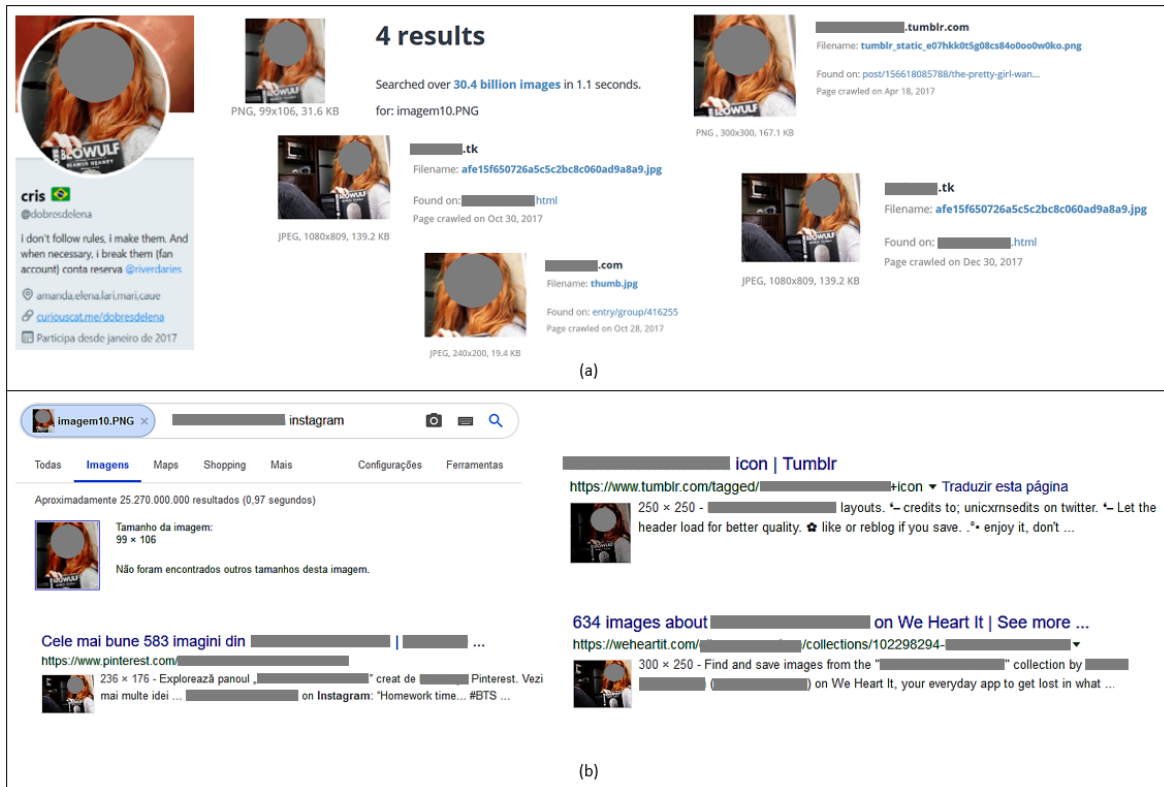 BEOWULF
SEAMUS HEANEY
cris
@dobresdelena
i don't follow rules, i make them. And
when necessary, i break them (fan
account) conta reserva @riverdaries
amanda,elena,lari,mari,caue
curiouscat.me/dobresdelena
Participa desde janeiro de 2017
PNG, 99x106, 31.6 KB
4 results
Searched over 30.4 billion images in 1.1 seconds.
for: imagem10.PNG
.tk
Filename: afe15f650726a5c5c2bc8c060ad9a8a9.jpg
Found on: html
Page crawled on Oct 30, 2017
JPEG, 1080x809, 139.2 KB
.com
Filename: thumb.jpg
Found on: entry/group/416255
Page crawled on Oct 28, 2017
JPEG, 240x200, 19.4 KB
.tumblr.com
Filename: tumblr_static_e07hkk0t5g08cs84o0oo0w0ko.png
Found on: post/156618085788/the-pretty-girl-wan...
Page crawled on Apr 18, 2017
PNG , 300x300, 167.1 KB
.tk
Filename: afe15f650726a5c5c2bc8c060ad9a8a9.jpg
Found on: .html
Page crawled on Dec 30, 2017
JPEG, 1080x809, 139.2 KB
(a)
imagem10.PNG × instagram
Todas Imagens Maps Shopping Mais Configurações Ferramentas
Aproximadamente 25.270.000.000 resultados (0,97 segundos)
Tamanho da imagem:
99 × 106
Não foram encontrados outros tamanhos desta imagem.
Cele mai bune 583 imagini din | ...
https://www.pinterest.com/
236 × 176 - Explorează panoul „ ” creat de Pinterest. Vezi
mai multe idei ... on Instagram: “Homework time... #BTS ...
icon | Tumblr
https://www.tumblr.com/tagged/ +icon ▾ Traduzir esta página
250 × 250 - layouts. ❛– credits to; unicxrnsedits on twitter. ❛– Let the
header load for better quality. ✿ like or reblog if you save. .°• enjoy it, don't ...
634 images about on We Heart It | See more ...
https://weheartit.com/ /collections/102298294-
300 × 250 - Find and save images from the " " collection by
( ) on We Heart It, your everyday app to get lost in what ...
(b)